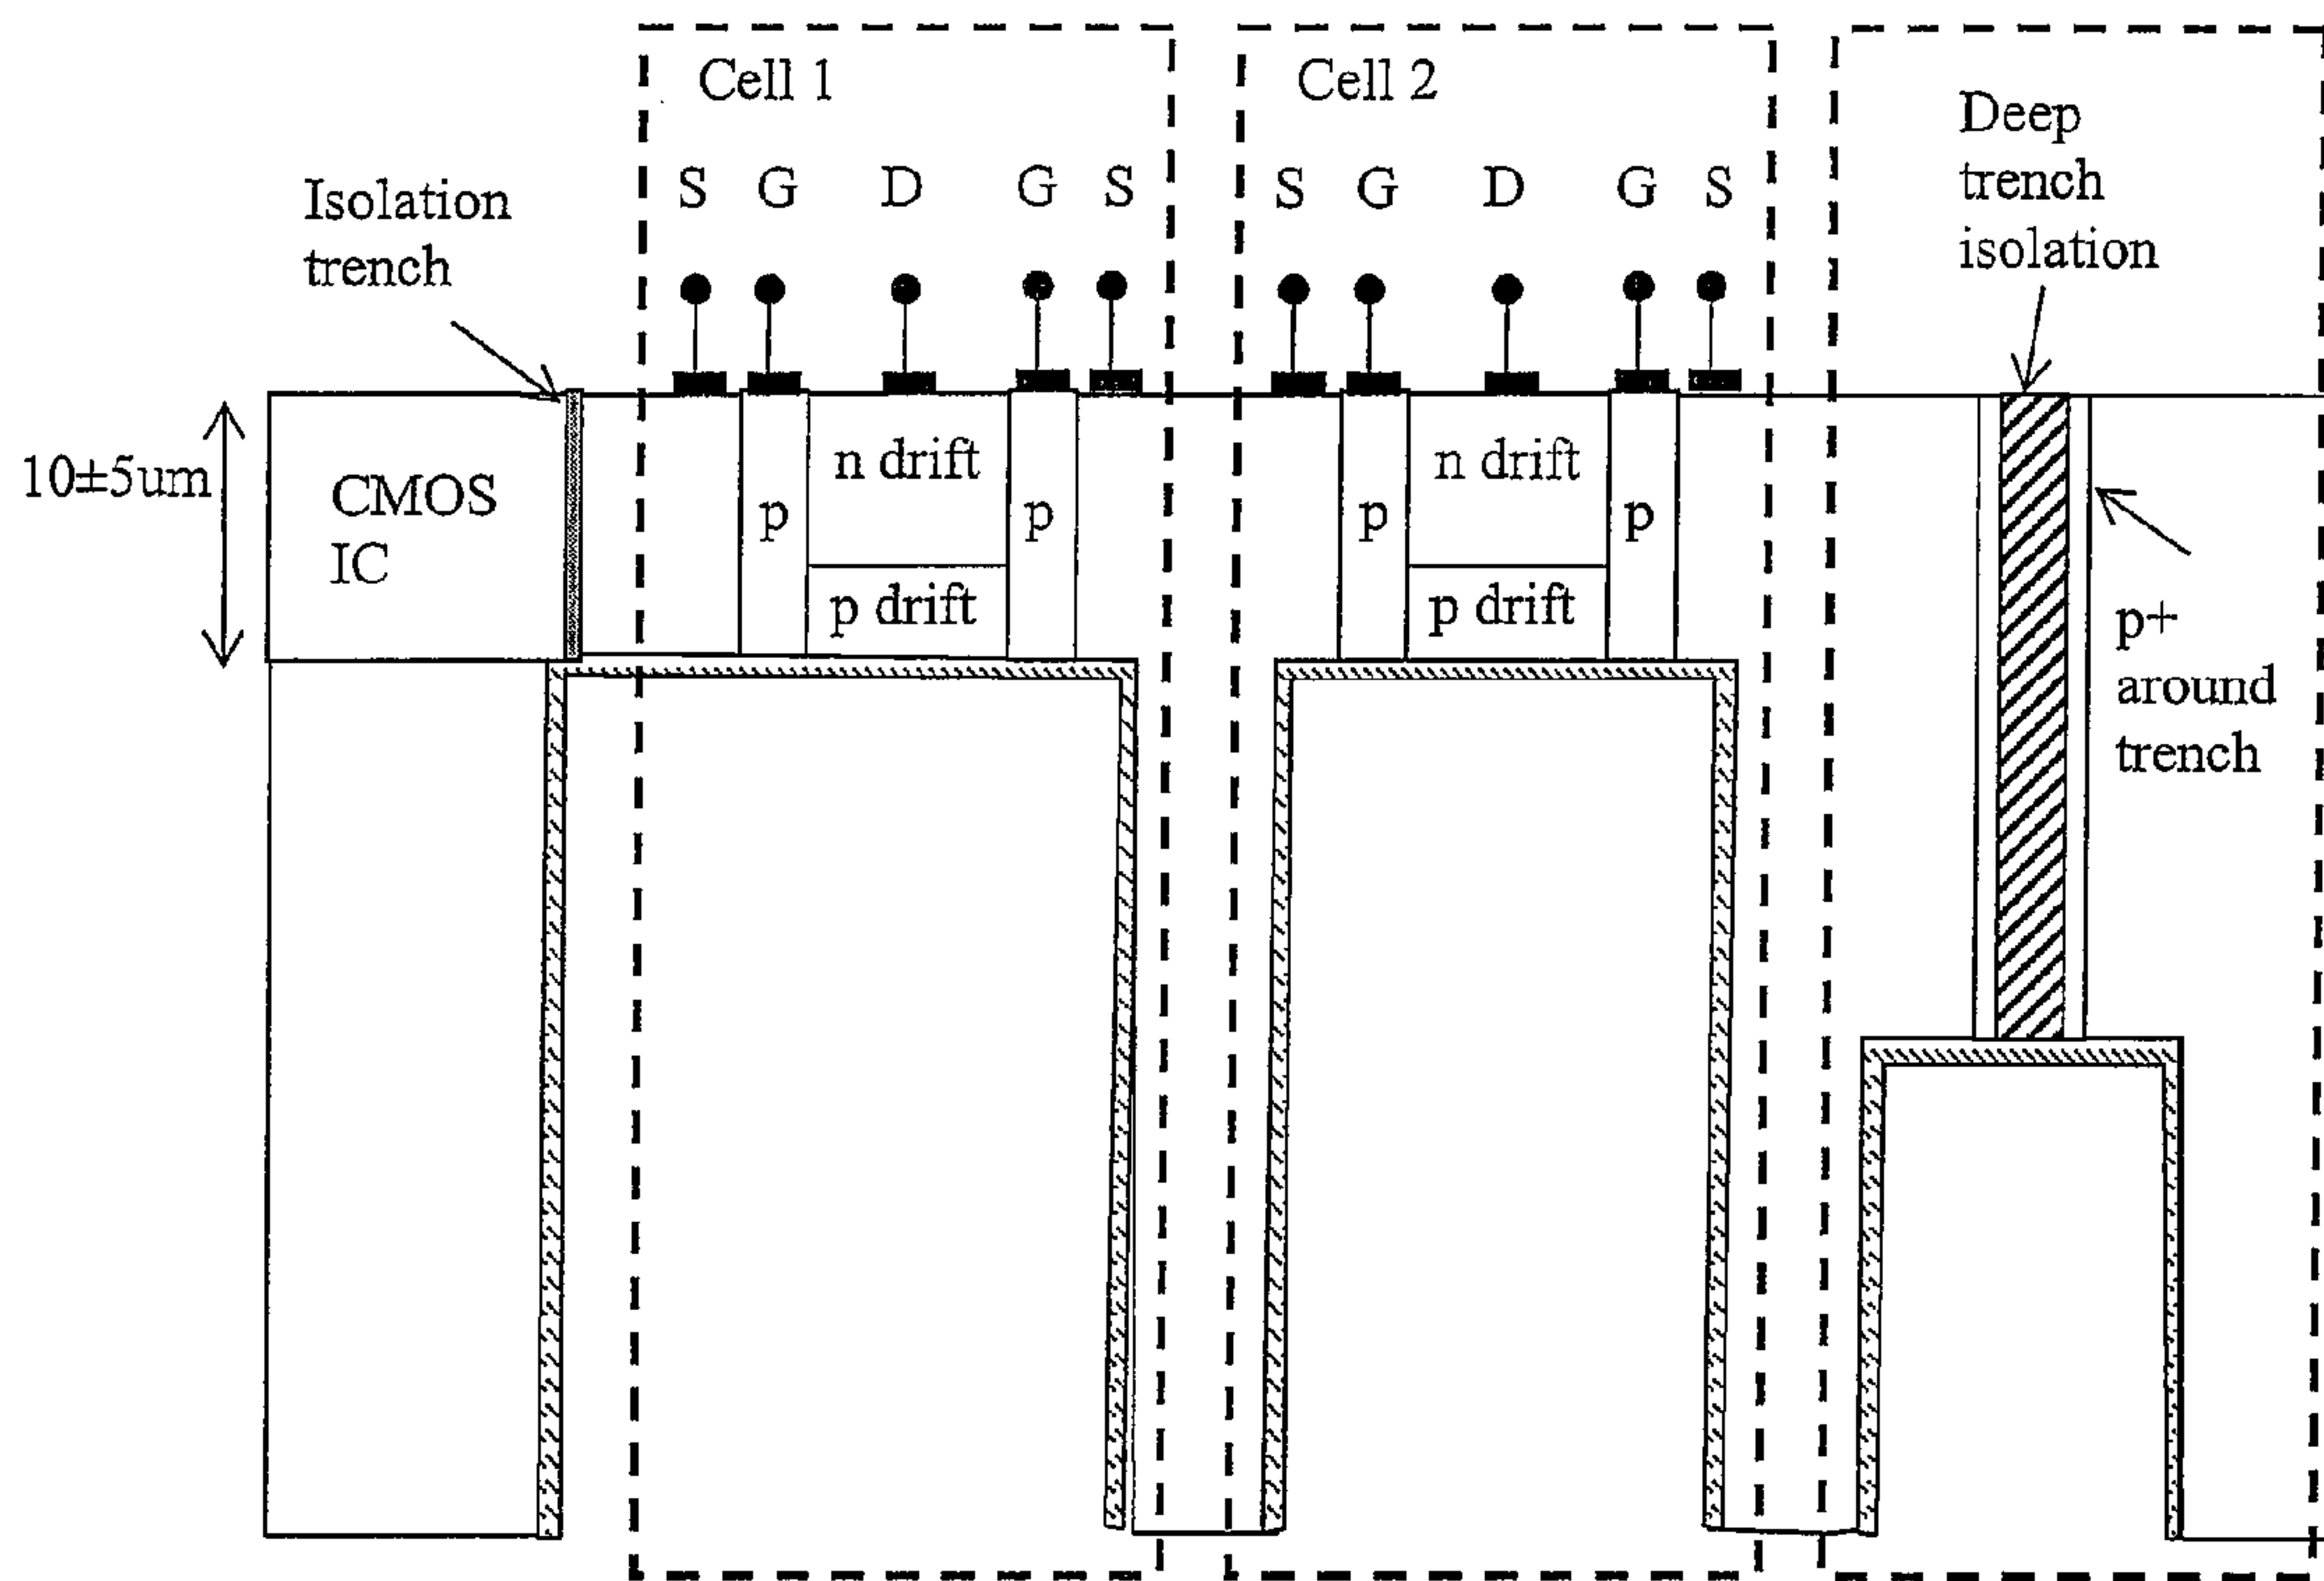 Cell 1
Cell 2
Deep
trench
isolation
Isolation
trench
S G D G S
S G D G S
10±5um
CMOS
IC
p
n drift
p drift
p
p
n drift
p drift
p
p+
around
trench